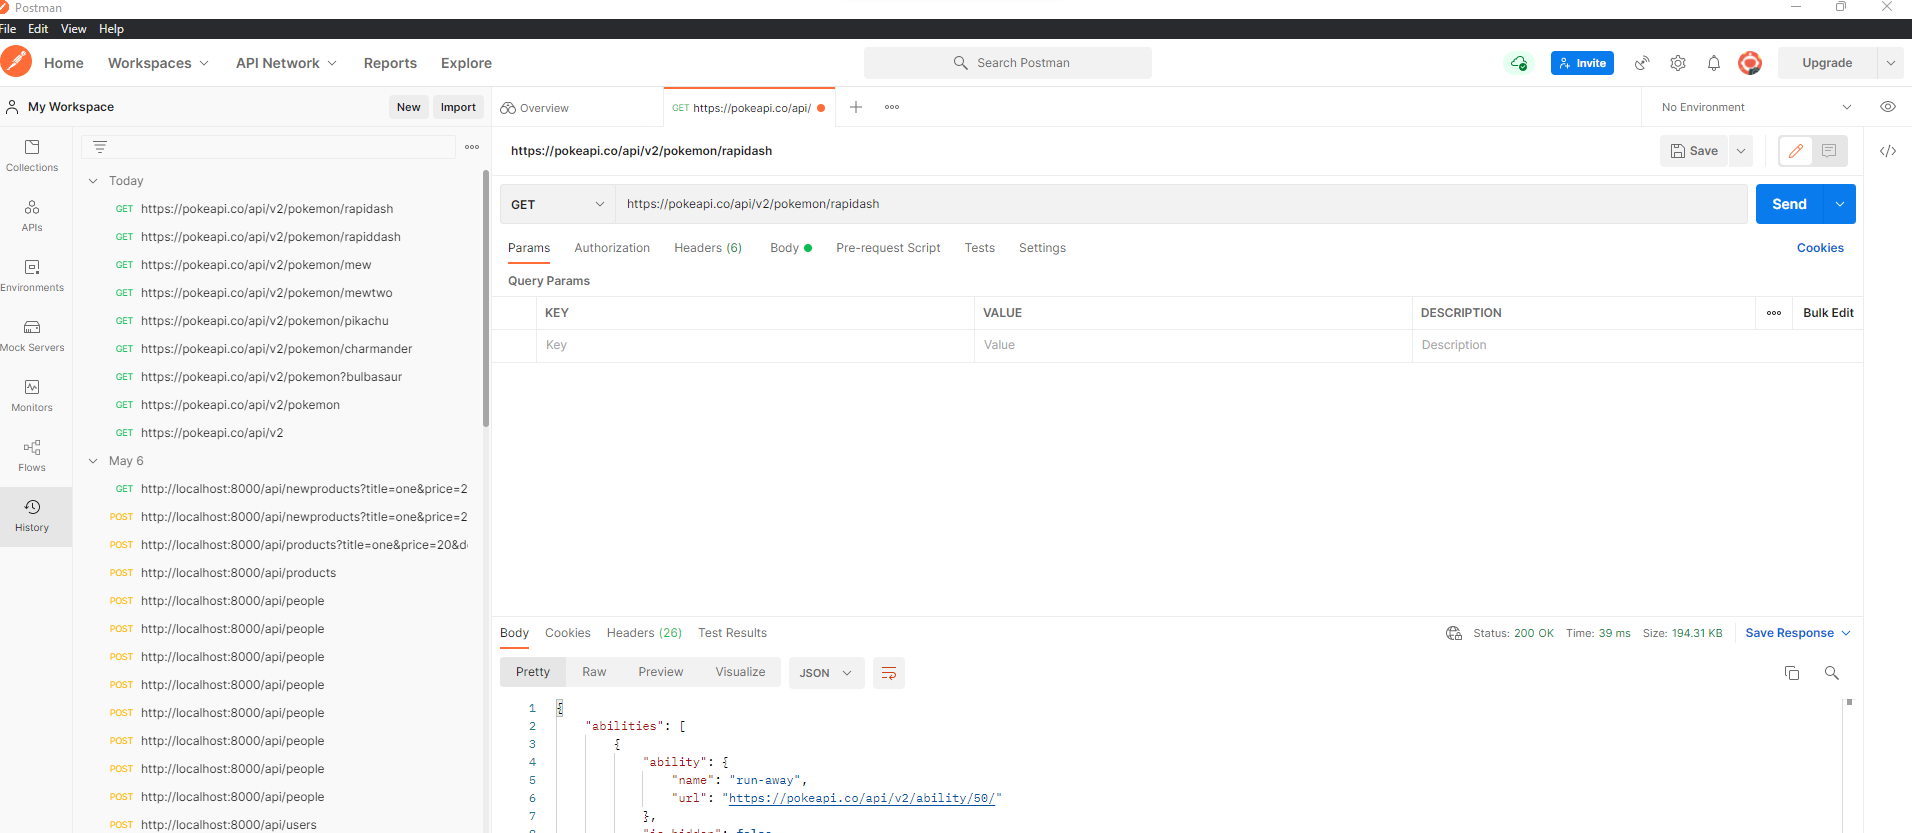 Postman
File Edit View Help
Home Workspaces API Network Reports Explore
Search Postman
Invite
Upgrade
My Workspace
New Import
Overview
GET https://pokeapi.co/api/
No Environment
Collections
APIs
Environments
Mock Servers
Monitors
Flows
History
Today
GET https://pokeapi.co/api/v2/pokemon/rapidash
GET https://pokeapi.co/api/v2/pokemon/rapiddash
GET https://pokeapi.co/api/v2/pokemon/mew
GET https://pokeapi.co/api/v2/pokemon/mewtwo
GET https://pokeapi.co/api/v2/pokemon/pikachu
GET https://pokeapi.co/api/v2/pokemon/charmander
GET https://pokeapi.co/api/v2/pokemon?bulbasaur
GET https://pokeapi.co/api/v2/pokemon
GET https://pokeapi.co/api/v2
May 6
GET http://localhost:8000/api/newproducts?title=one&price=2
POST http://localhost:8000/api/newproducts?title=one&price=2
POST http://localhost:8000/api/products?title=one&price=20&d
POST http://localhost:8000/api/products
POST http://localhost:8000/api/people
POST http://localhost:8000/api/people
POST http://localhost:8000/api/people
POST http://localhost:8000/api/people
POST http://localhost:8000/api/people
POST http://localhost:8000/api/people
POST http://localhost:8000/api/people
POST http://localhost:8000/api/people
POST http://localhost:8000/api/users
https://pokeapi.co/api/v2/pokemon/rapidash
Save
GET https://pokeapi.co/api/v2/pokemon/rapidash
Send
Params Authorization Headers (6) Body Pre-request Script Tests Settings
Cookies
Query Params
KEY VALUE DESCRIPTION Bulk Edit
Key Value Description
Body Cookies Headers (26) Test Results
Status: 200 OK Time: 39 ms Size: 194.31 KB Save Response
Pretty Raw Preview Visualize JSON
1 {
2 "abilities": [
3 {
4 "ability": {
5 "name": "run-away",
6 "url": "https://pokeapi.co/api/v2/ability/50/"
7 },
8 "is_hidden": false,